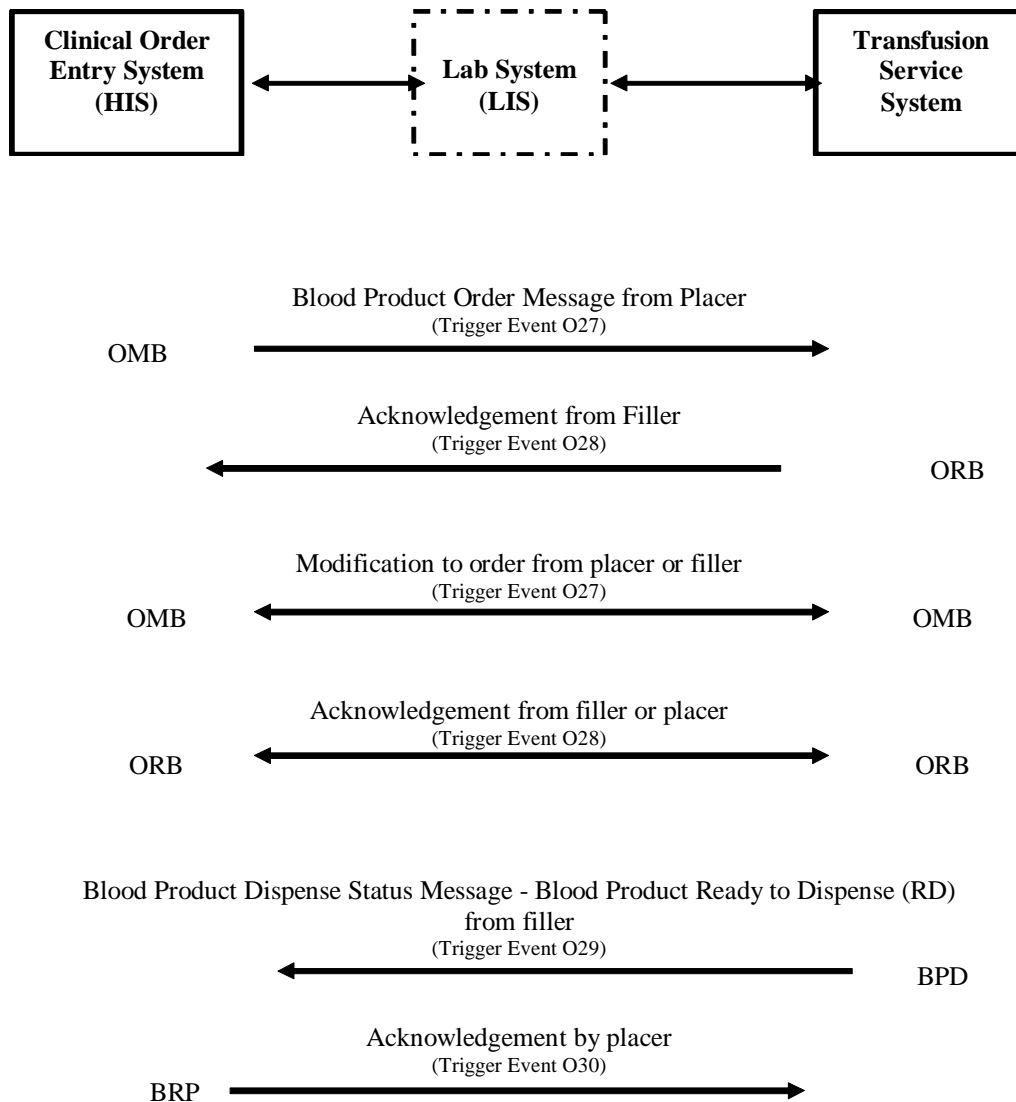 Clinical Order
Entry System
(HIS)
Lab System
(LIS)
Transfusion
Service
System
Blood Product Order Message from Placer
(Trigger Event O27)
OMB
Acknowledgement from Filler
(Trigger Event O28)
ORB
Modification to order from placer or filler
(Trigger Event O27)
OMB
OMB
Acknowledgement from filler or placer
(Trigger Event O28)
ORB
ORB
Blood Product Dispense Status Message - Blood Product Ready to Dispense (RD)
from filler
(Trigger Event O29)
BPD
Acknowledgement by placer
(Trigger Event O30)
BRP